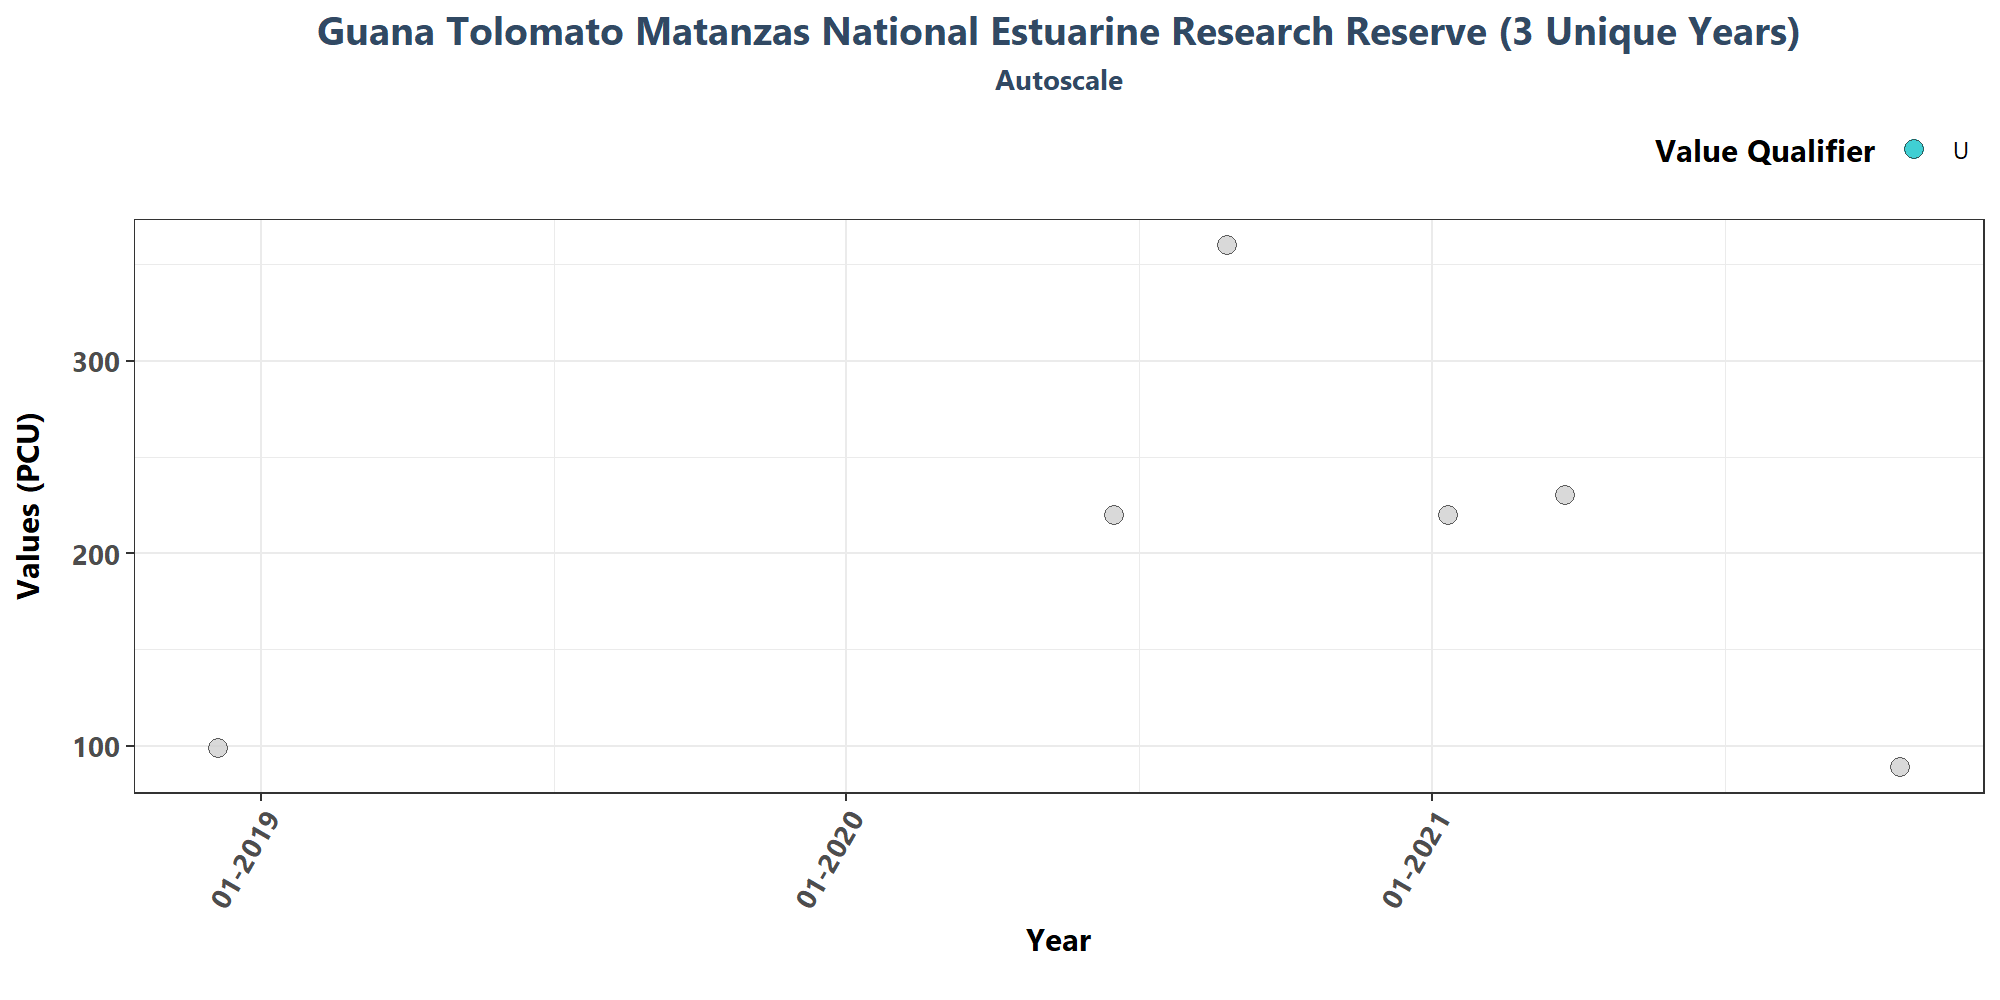 Guana Tolomato Matanzas National Estuarine Research Reserve (3 Unique Years)
Autoscale
Value Qualifier U
Values (PCU)
300
200
100
01-2019
01-2020
01-2021
Year